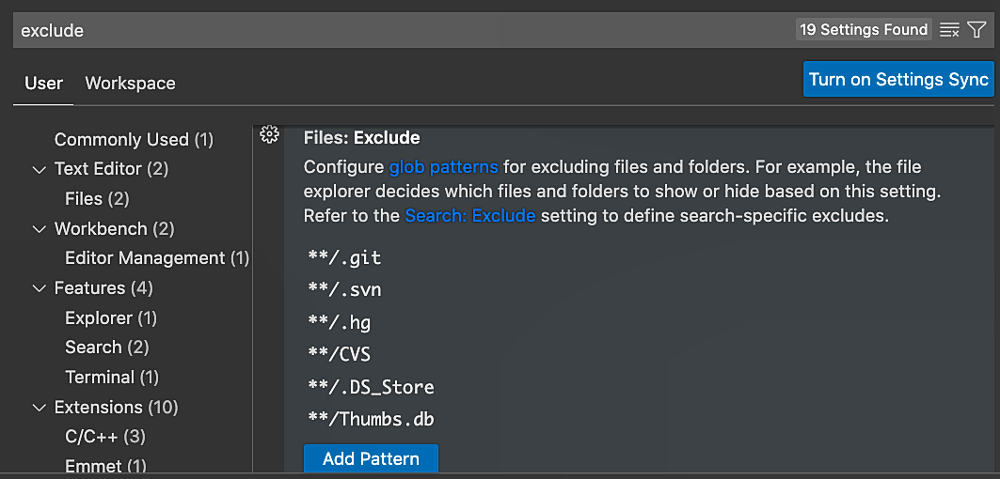 exclude
19 Settings Found
User Workspace
Turn on Settings Sync
Commonly Used (1)
Text Editor (2)
Files (2)
Workbench (2)
Editor Management (1)
Features (4)
Explorer (1)
Search (2)
Terminal (1)
Extensions (10)
C/C++ (3)
Emmet (1)
Files: Exclude
Configure glob patterns for excluding files and folders. For example, the file
explorer decides which files and folders to show or hide based on this setting.
Refer to the Search: Exclude setting to define search-specific excludes.
**/.git
**/.svn
**/.hg
**/CVS
**/.DS_Store
**/Thumbs.db
Add Pattern